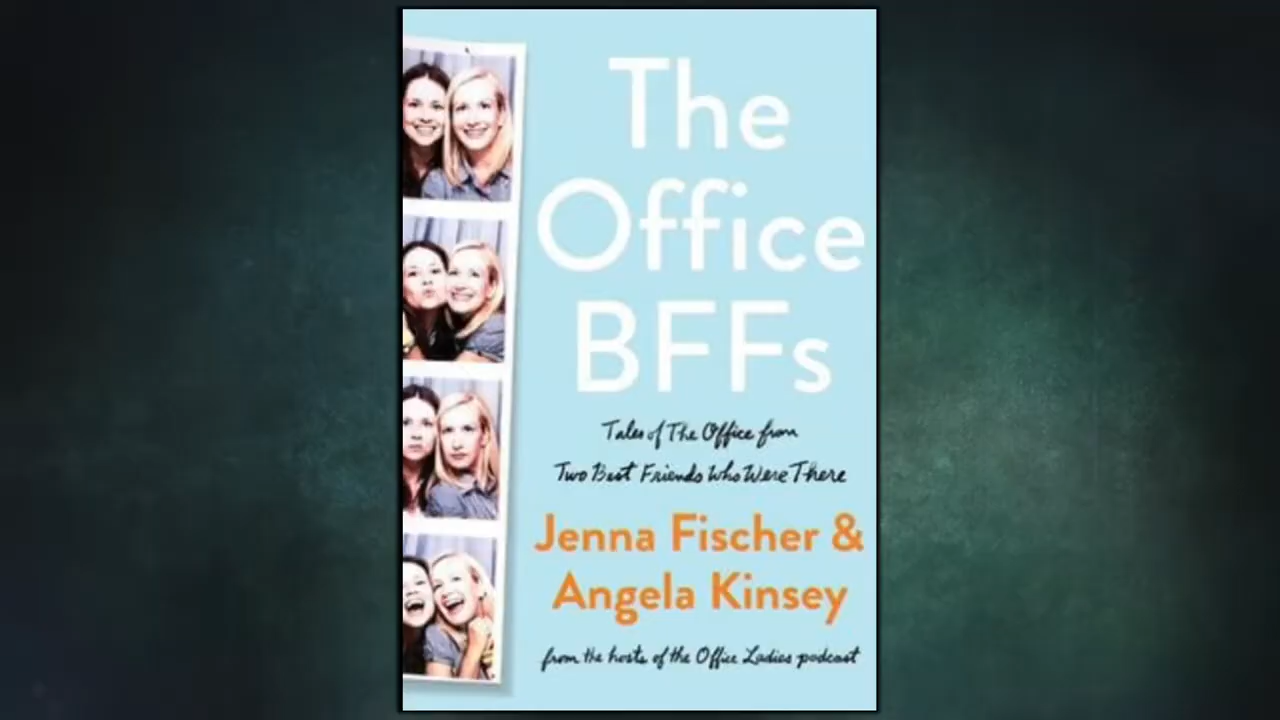 The
Office
BFFs
Tales of The Office from
Two Best Friends Who Were There
Jenna Fischer &
Angela Kinsey
from the hosts of the Office Ladies podcast